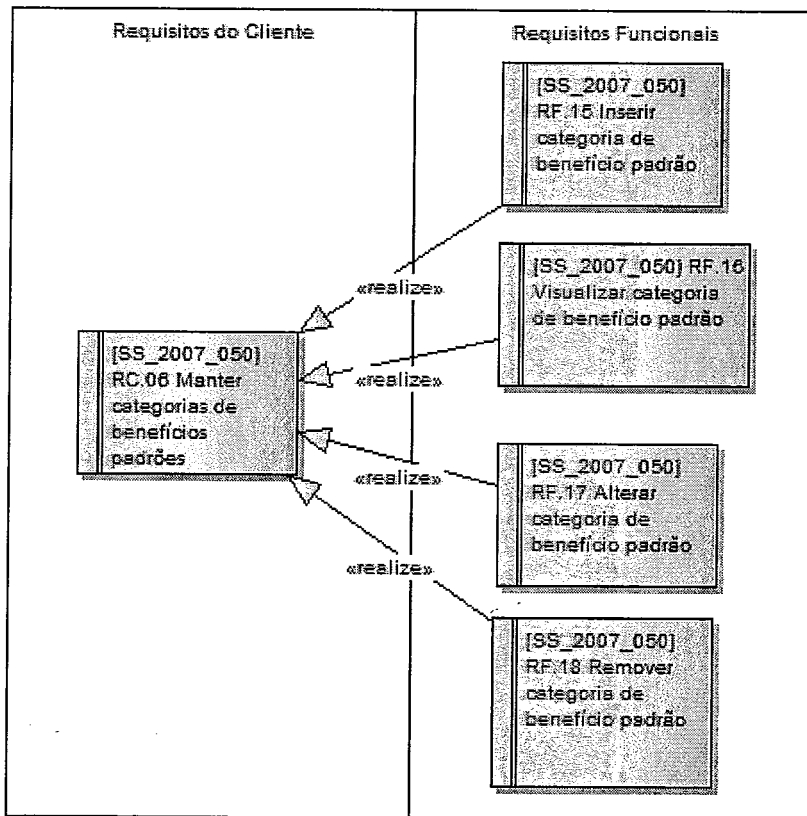 Requisitos do Cliente
Requisitos Funcionais
[SS_2007_050]
RF.15 Inserir
categoria de
benefício padrão
«realize»
[SS_2007_050] RF.16
Visualizar categoria
de benefício padrão
[SS_2007_050]
RC.06 Manter
categorias de
benefícios
padrões
«realize»
[SS_2007_050]
RF.17 Alterar
categoria de
benefício padrão
«realize»
«realize»
[SS_2007_050]
RF.18 Remover
categoria de
benefício padrão